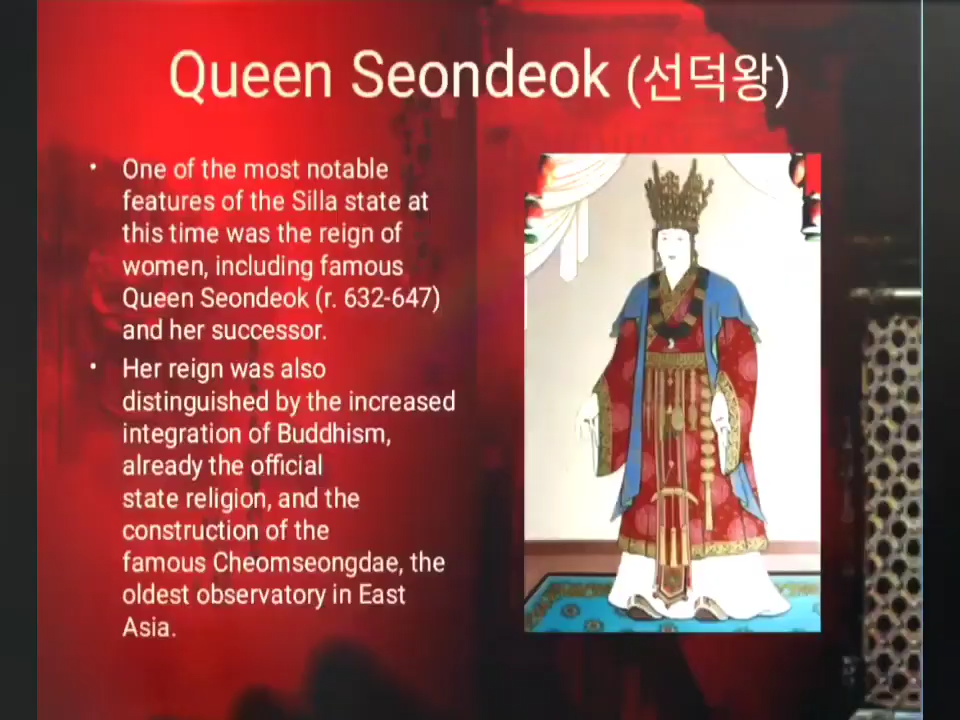 Queen Seondeok (선덕왕)
• One of the most notable
features of the Silla state at
this time was the reign of
women, including famous
Queen Seondeok (r. 632-647)
and her successor.
• Her reign was also
distinguished by the increased
integration of Buddhism,
already the official
state religion, and the
construction of the
famous Cheomseongdae, the
oldest observatory in East
Asia.